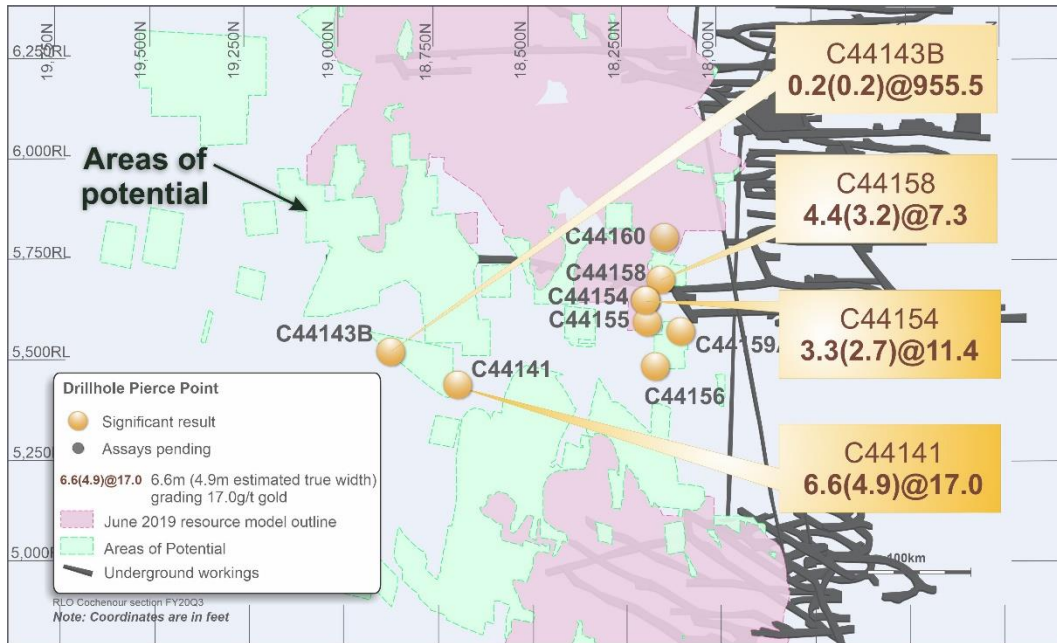 19,750N
19,500N
19,250N
19,000N
18,750N
18,500N
18,250N
18,000N
6,250RL
6,000RL
5,750RL
5,500RL
5,250RL
Areas of
potential
C44143B
0.2(0.2)@955.5
C44158
4.4(3.2)@7.3
C44154
3.3(2.7)@11.4
C44141
6.6(4.9)@17.0
C44160
C44158
C44154
C44155
C44156
C44143B
C44141
Drillhole Pierce Point
Significant result
Assays pending
6.6(4.9)@17.0 6.6m (4.9m estimated true width)
grading 17.0g/t gold
June 2019 resource model outline
Areas of Potential
Underground workings
RLO Cochenour section FY20Q3
Note: Coordinates are in feet